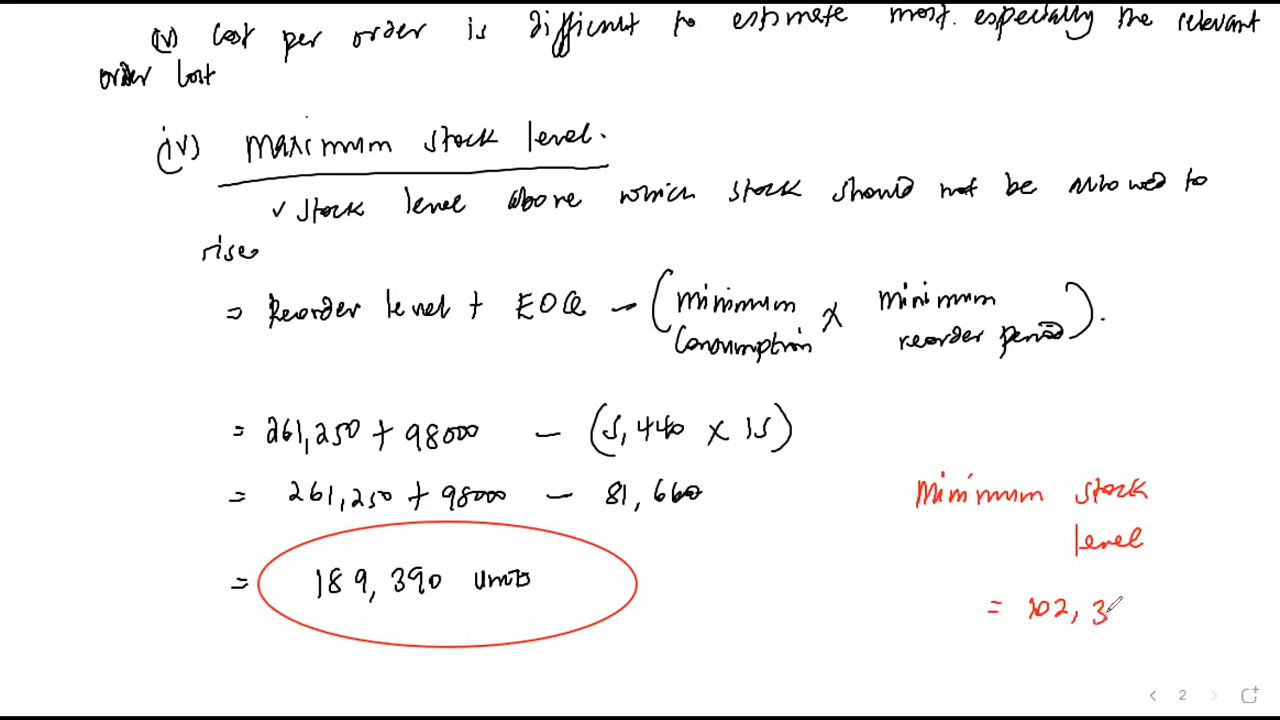 (v) Cost per order is difficult to estimate most. especially the relevant
order Cost
(iv) Maximum stock level.
✓ Stock level above which stock should not be allowed to
rise
⇒ Reorder level + EOQ - (minimum consumption × minimum reorder period).
= 261,250 + 98000 - (5,440 × 15)
= 261,250 + 98000 - 81,660
= 189,390 units
Minimum stock
level
= 102, 3
2